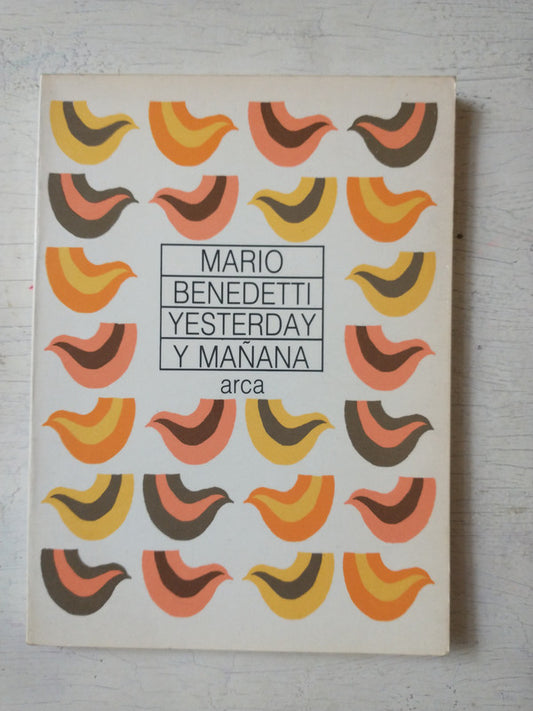 MARIO
BENEDETTI
YESTERDAY
Y MAÑANA
arca